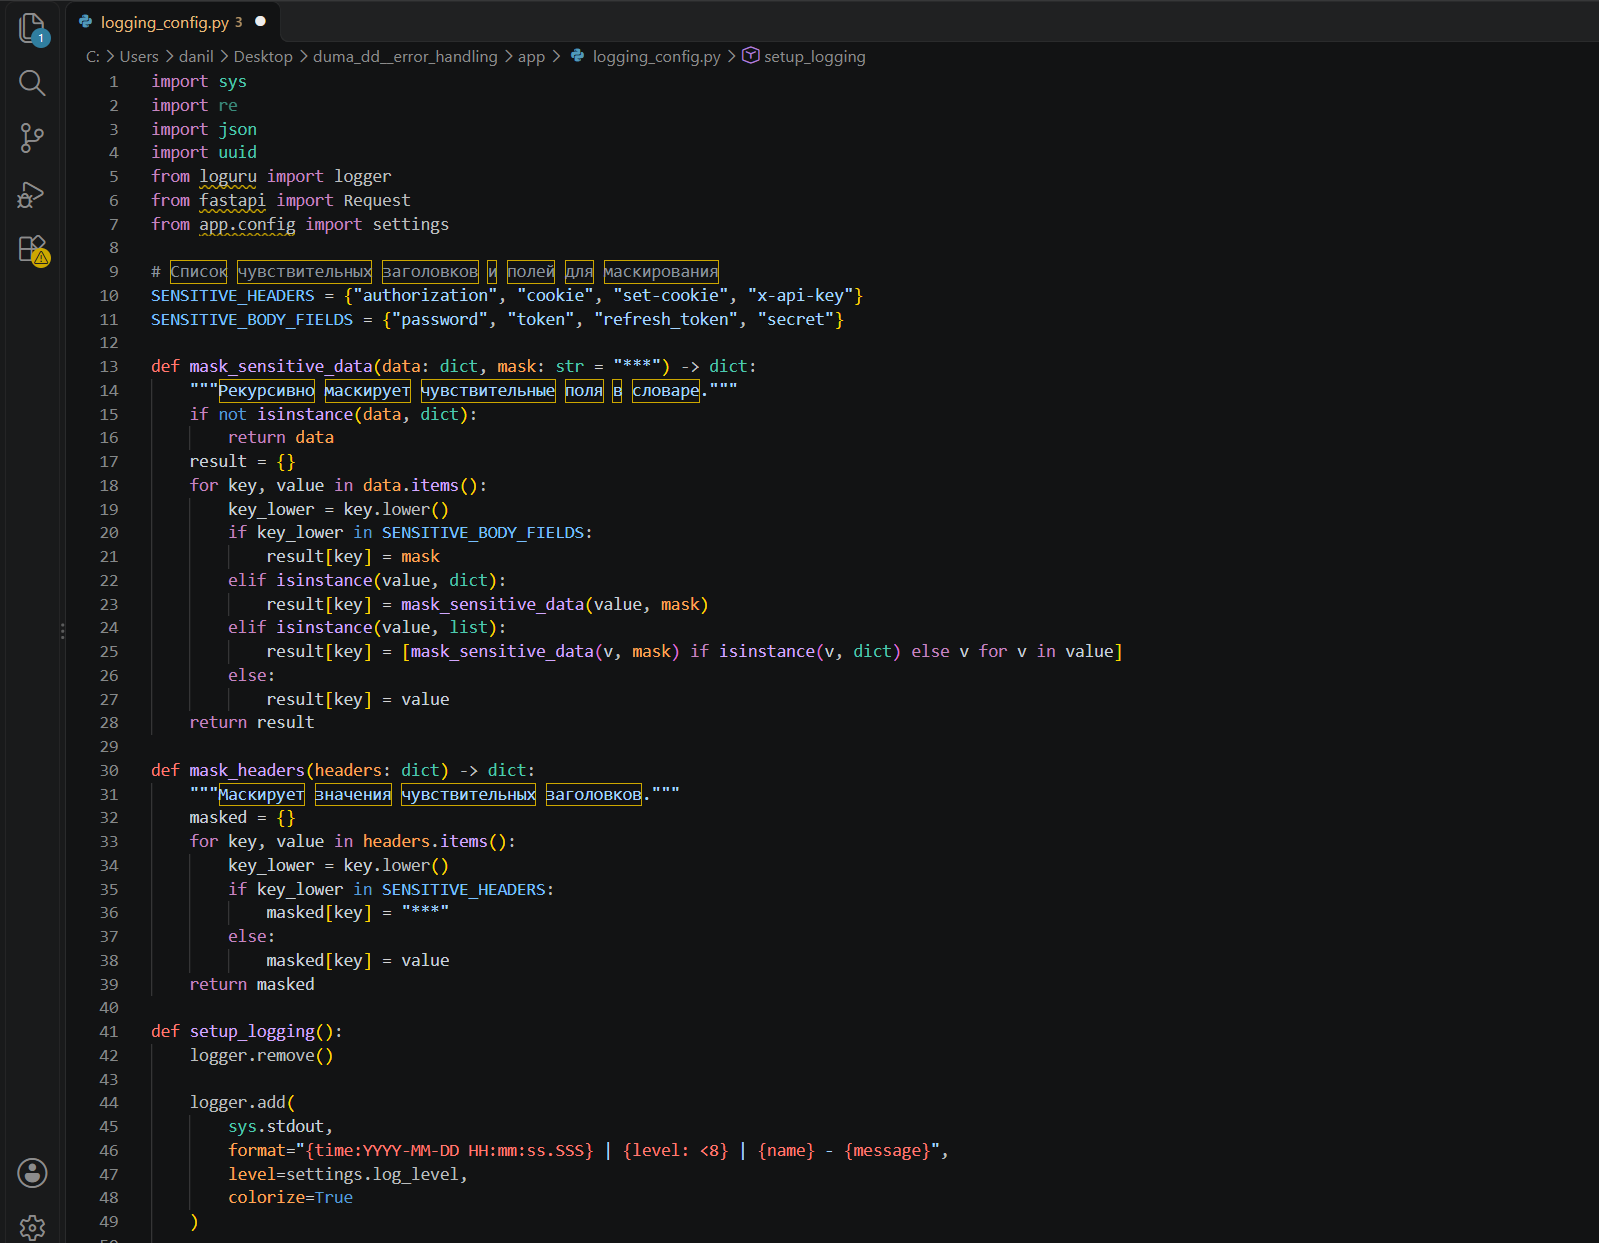 logging_config.py 3
1
C: > Users > danil > Desktop > duma_dd__error_handling > app > logging_config.py > setup_logging
1 import sys
2 import re
3 import json
4 import uuid
5 from loguru import logger
6 from fastapi import Request
7 from app.config import settings
8
9 # Список чувствительных заголовков и полей для маскирования
10 SENSITIVE_HEADERS = {"authorization", "cookie", "set-cookie", "x-api-key"}
11 SENSITIVE_BODY_FIELDS = {"password", "token", "refresh_token", "secret"}
12
13 def mask_sensitive_data(data: dict, mask: str = "***") -> dict:
14     """Рекурсивно маскирует чувствительные поля в словаре."""
15     if not isinstance(data, dict):
16         return data
17     result = {}
18     for key, value in data.items():
19         key_lower = key.lower()
20         if key_lower in SENSITIVE_BODY_FIELDS:
21             result[key] = mask
22         elif isinstance(value, dict):
23             result[key] = mask_sensitive_data(value, mask)
24         elif isinstance(value, list):
25             result[key] = [mask_sensitive_data(v, mask) if isinstance(v, dict) else v for v in value]
26         else:
27             result[key] = value
28     return result
29
30 def mask_headers(headers: dict) -> dict:
31     """Маскирует значения чувствительных заголовков."""
32     masked = {}
33     for key, value in headers.items():
34         key_lower = key.lower()
35         if key_lower in SENSITIVE_HEADERS:
36             masked[key] = "***"
37         else:
38             masked[key] = value
39     return masked
40
41 def setup_logging():
42     logger.remove()
43
44     logger.add(
45         sys.stdout,
46         format="{time:YYYY-MM-DD HH:mm:ss.SSS} | {level: <8} | {name} - {message}",
47         level=settings.log_level,
48         colorize=True
49     )